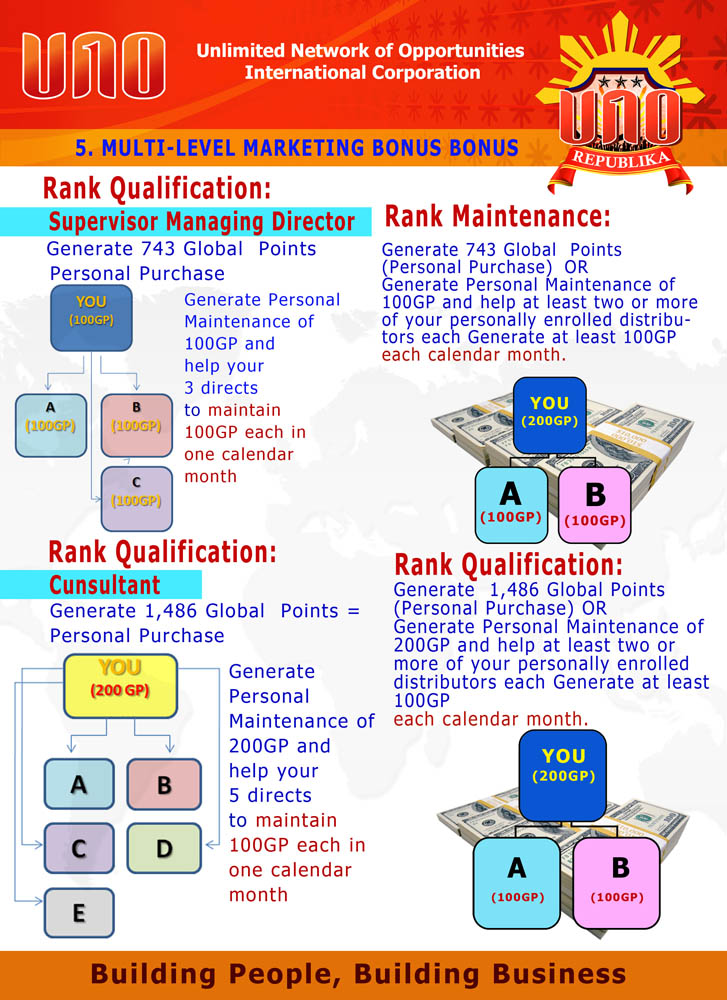 UNO
Unlimited Network of Opportunities
International Corporation
UNO
REPUBLIKA
5. MULTI-LEVEL MARKETING BONUS BONUS
Rank Qualification:
Supervisor Managing Director
Generate 743 Global Points
Personal Purchase
YOU
(100GP)
A
(100GP)
B
(100GP)
C
(100GP)
Generate Personal
Maintenance of
100GP and
help your
3 directs
to maintain
100GP each in
one calendar
month
Rank Maintenance:
Generate 743 Global Points
(Personal Purchase) OR
Generate Personal Maintenance of
100GP and help at least two or more
of your personally enrolled distribu-
tors each Generate at least 100GP
each calendar month.
YOU
(200GP)
A
(100GP)
B
(100GP)
Rank Qualification:
Cunsultant
Generate 1,486 Global Points =
Personal Purchase
YOU
(200 GP)
A
B
C
D
E
Generate
Personal
Maintenance of
200GP and
help your
5 directs
to maintain
100GP each in
one calendar
month
Rank Qualification:
Generate 1,486 Global Points
(Personal Purchase) OR
Generate Personal Maintenance of
200GP and help at least two or
more of your personally enrolled
distributors each Generate at least
100GP
each calendar month.
YOU
(200GP)
A
(100GP)
B
(100GP)
Building People, Building Business